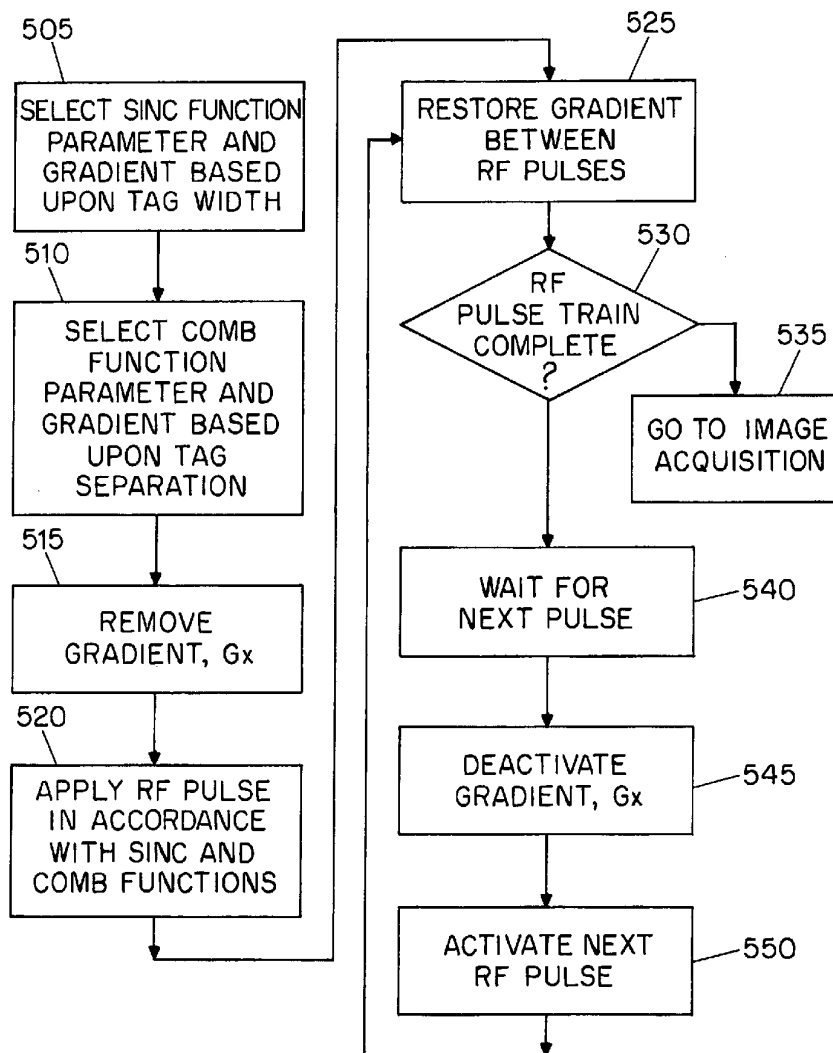 505
SELECT SINC FUNCTION
PARAMETER AND
GRADIENT BASED
UPON TAG WIDTH
510
SELECT COMB
FUNCTION
PARAMETER AND
GRADIENT BASED
UPON TAG
SEPARATION
515
REMOVE
GRADIENT, Gx
520
APPLY RF PULSE
IN ACCORDANCE
WITH SINC AND
COMB FUNCTIONS
525
RESTORE GRADIENT
BETWEEN
RF PULSES
530
RF
PULSE TRAIN
COMPLETE
?
535
GO TO IMAGE
ACQUISITION
WAIT FOR
NEXT PULSE
540
DEACTIVATE
GRADIENT, Gx
545
ACTIVATE NEXT
RF PULSE
550